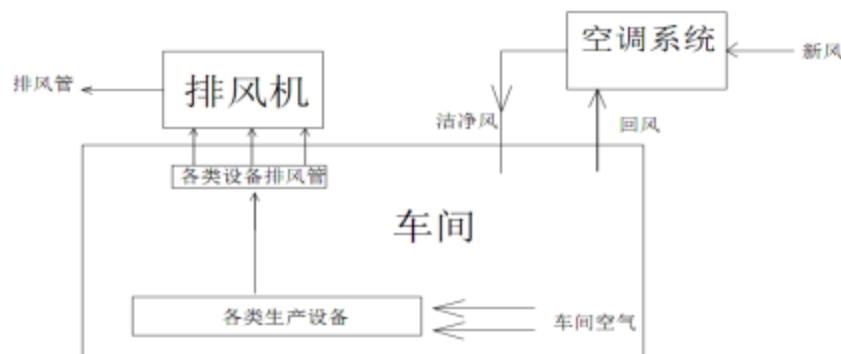 空调系统
新风
排风管
排风机
洁净风
回风
各类设备排风管
车间
各类生产设备
车间空气